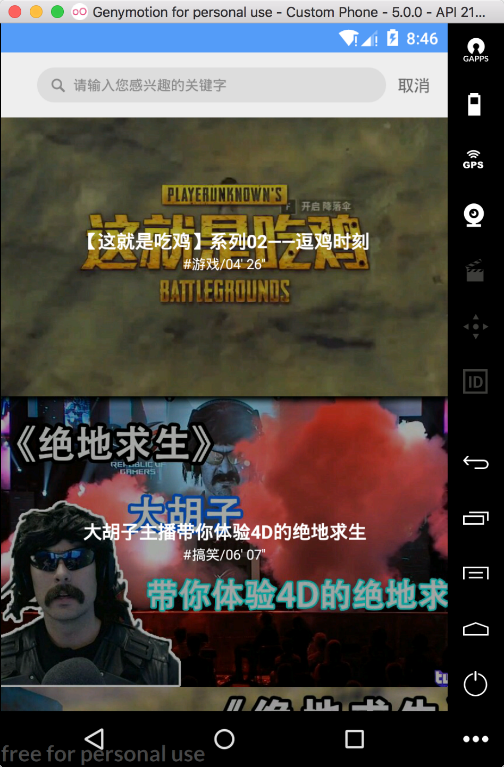 Genymotion for personal use - Custom Phone - 5.0.0 - API 21...
8:46
GAPPS
请输入您感兴趣的关键字
取消
GPS
PLAYERUNKNOWN'S
F 开启 降落伞
这就是吃鸡
【这就是吃鸡】系列02——逗鸡时刻
#游戏/04' 26"
BATTLEGROUNDS
ID
《绝地求生》
REPUBLIC OF
GAMERS
大胡子
大胡子主播带你体验4D的绝地求生
#搞笑/06' 07"
带你体验4D的绝地求
free for personal use